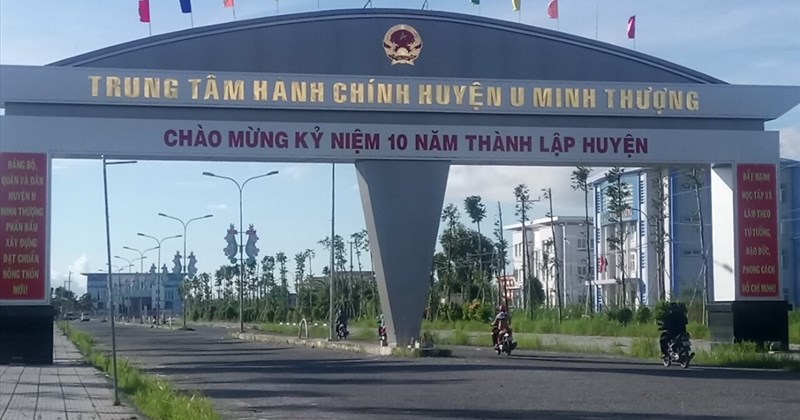 TRUNG TÂM HÀNH CHÍNH HUYỆN U MINH THƯỢNG
CHÀO MỪNG KỶ NIỆM 10 NĂM THÀNH LẬP HUYỆN
ĐẢNG BỘ,
QUÂN VÀ DÂN
HUYỆN U
MINH THƯỢNG
PHẤN ĐẤU
XÂY DỰNG
ĐẠT CHUẨN
NÔNG THÔN
MỚI!
ĐẨY MẠNH
HỌC TẬP VÀ
LÀM THEO
TƯ TƯỞNG,
ĐẠO ĐỨC,
PHONG CÁCH
HỒ CHÍ MINH!